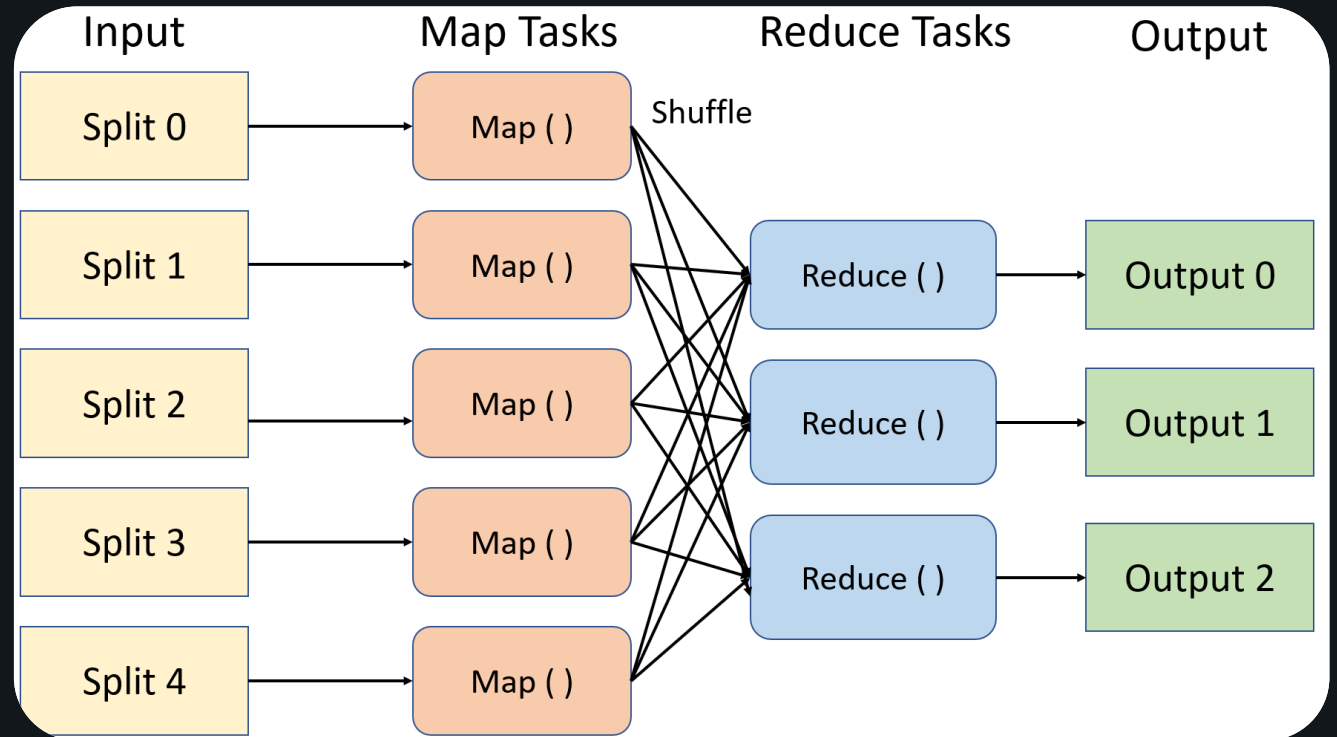 Input
Map Tasks
Reduce Tasks
Output
Split 0
Map ( )
Shuffle
Split 1
Map ( )
Reduce ( )
Output 0
Split 2
Map ( )
Reduce ( )
Output 1
Split 3
Map ( )
Reduce ( )
Output 2
Split 4
Map ( )